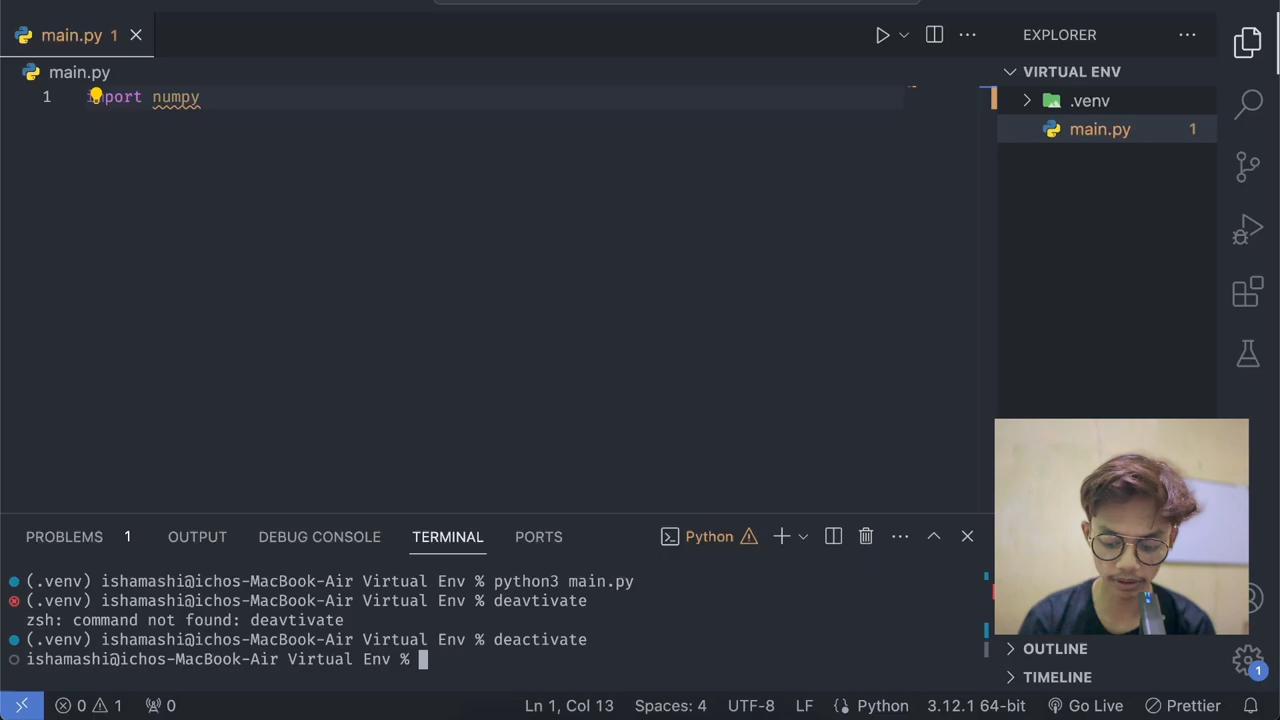 main.py 1
EXPLORER
main.py
VIRTUAL ENV
1 import numpy
.venv
main.py 1
PROBLEMS 1 OUTPUT DEBUG CONSOLE TERMINAL PORTS
Python
(.venv) ishamashi@ichos-MacBook-Air Virtual Env % python3 main.py
(.venv) ishamashi@ichos-MacBook-Air Virtual Env % deavtivate
zsh: command not found: deavtivate
(.venv) ishamashi@ichos-MacBook-Air Virtual Env % deactivate
ishamashi@ichos-MacBook-Air Virtual Env %
OUTLINE
TIMELINE
1
0 1 0 Ln 1, Col 13 Spaces: 4 UTF-8 LF Python 3.12.1 64-bit Go Live Prettier